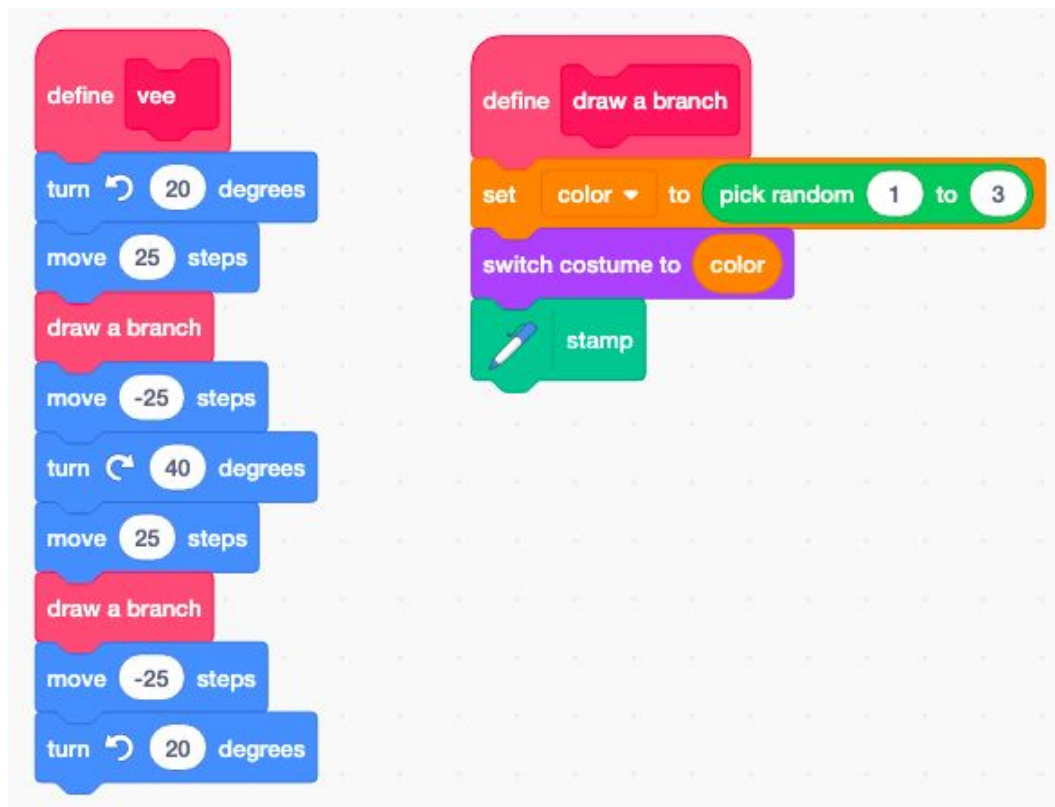 define vee
turn 20 degrees
move 25 steps
draw a branch
move -25 steps
turn 40 degrees
move 25 steps
draw a branch
move -25 steps
turn 20 degrees
define draw a branch
set color to pick random 1 to 3
switch costume to color
stamp